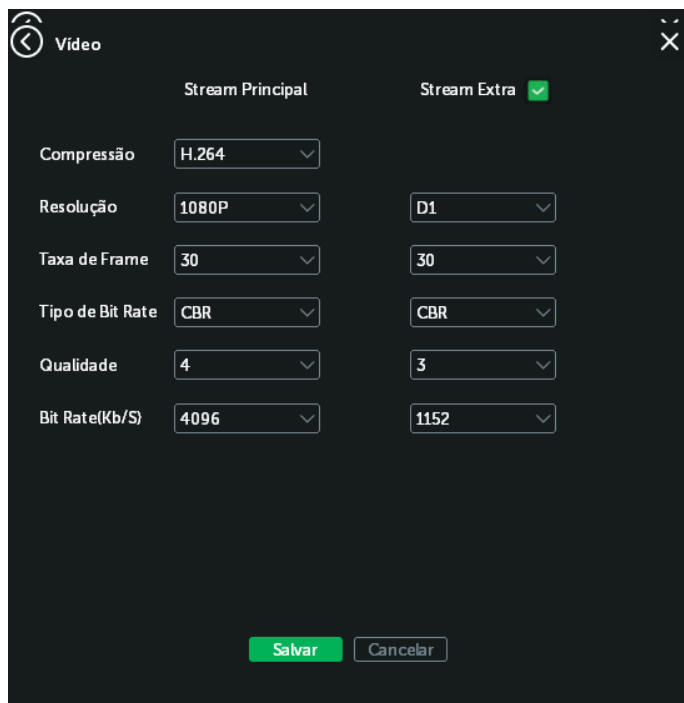 Vídeo
Stream Principal Stream Extra
Compressão H.264
Resolução 1080P D1
Taxa de Frame 30 30
Tipo de Bit Rate CBR CBR
Qualidade 4 3
Bit Rate(Kb/S) 4096 1152
Salvar Cancelar